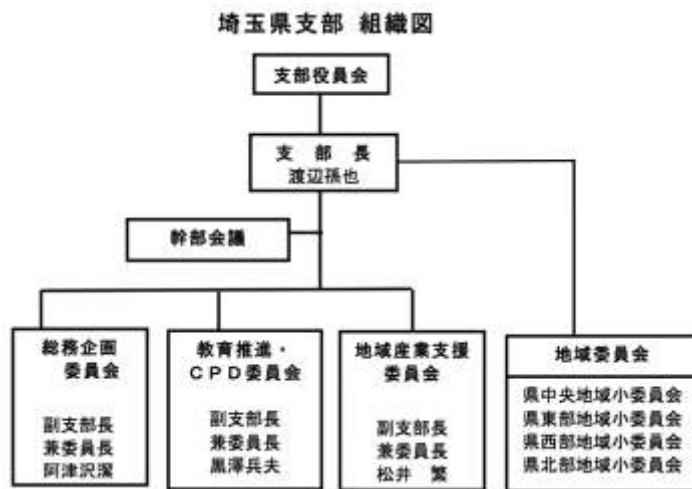 埼玉県支部 組織図
支部役員会
支 部 長
渡辺孫也
幹部会議
総務企画
委員会
副支部長
兼委員長
阿津沢潔
教育推進・
ＣＰＤ委員会
副支部長
兼委員長
黒澤兵夫
地域産業支援
委員会
副支部長
兼委員長
松井 繁
地域委員会
県中央地域小委員会
県東部地域小委員会
県西部地域小委員会
県北部地域小委員会